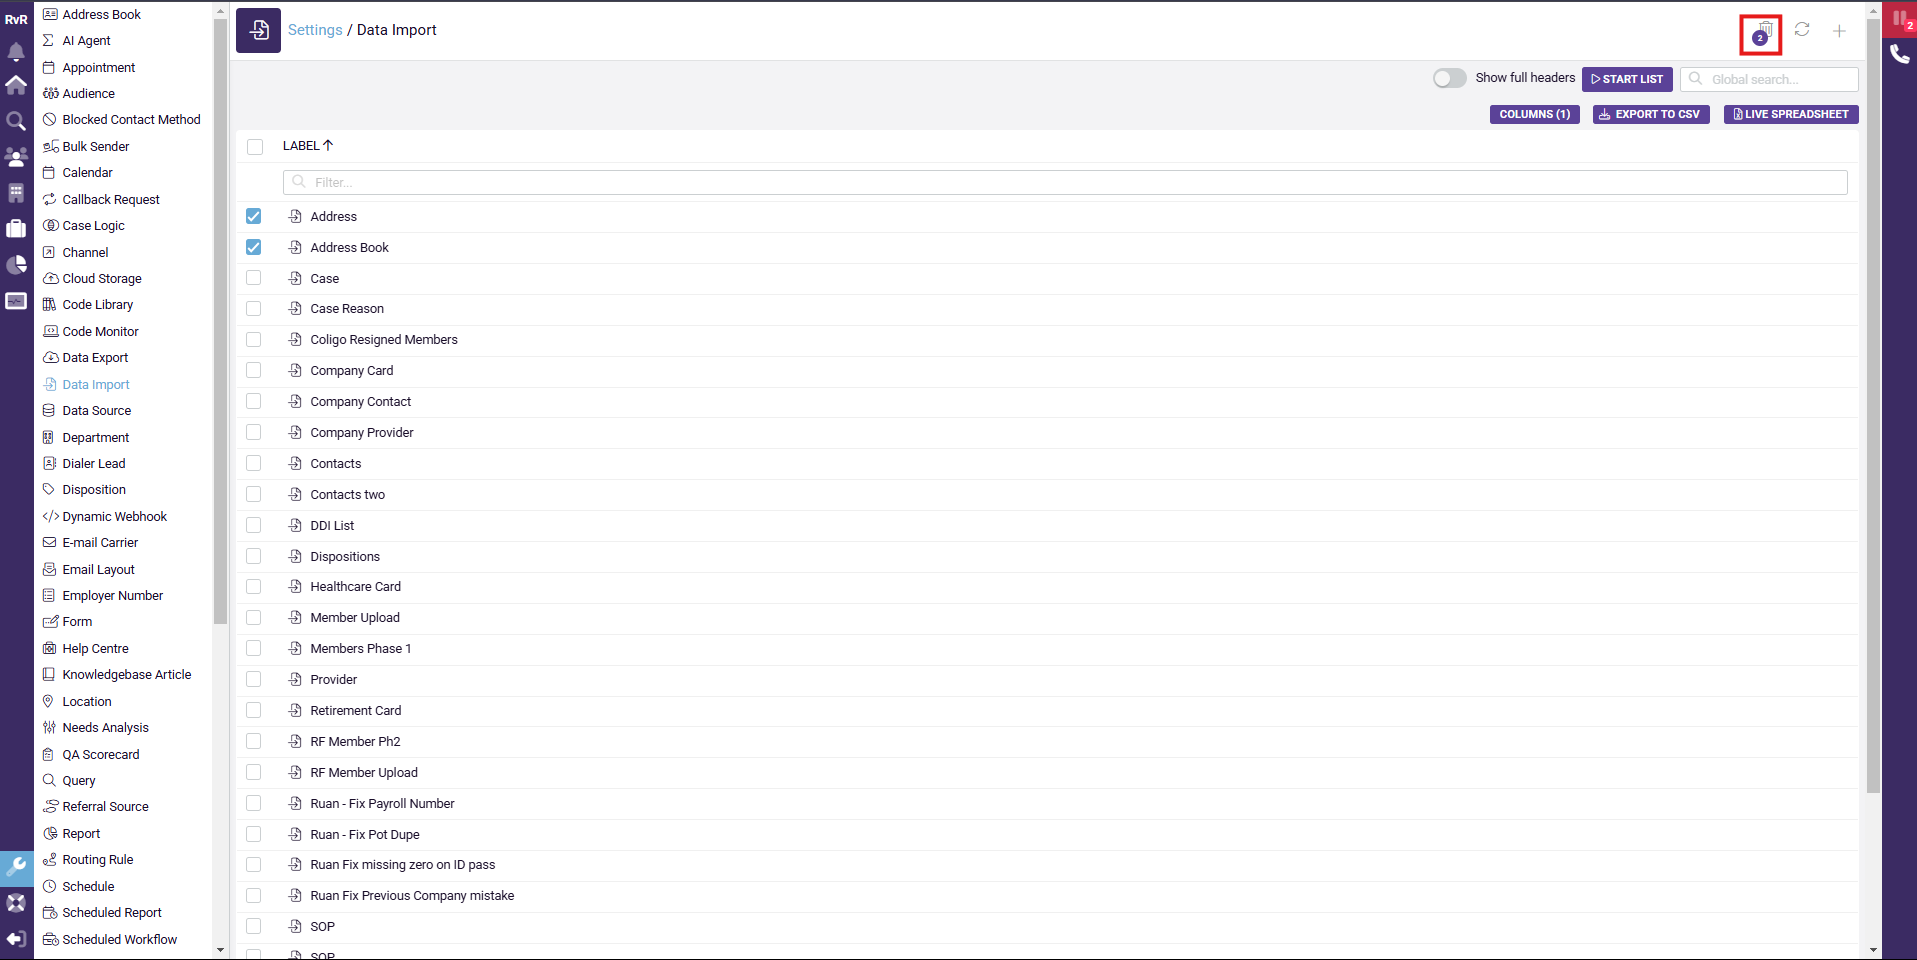 RvR
Address Book
AI Agent
Appointment
Audience
Blocked Contact Method
Bulk Sender
Calendar
Callback Request
Case Logic
Channel
Cloud Storage
Code Library
Code Monitor
Data Export
Data Import
Data Source
Department
Dialer Lead
Disposition
Dynamic Webhook
E-mail Carrier
Email Layout
Employer Number
Form
Help Centre
Knowledgebase Article
Location
Needs Analysis
QA Scorecard
Query
Referral Source
Report
Routing Rule
Schedule
Scheduled Report
Scheduled Workflow
Settings / Data Import
2
2
Show full headers
START LIST
Global search...
COLUMNS (1)
EXPORT TO CSV
LIVE SPREADSHEET
LABEL
Filter...
Address
Address Book
Case
Case Reason
Coligo Resigned Members
Company Card
Company Contact
Company Provider
Contacts
Contacts two
DDI List
Dispositions
Healthcare Card
Member Upload
Members Phase 1
Provider
Retirement Card
RF Member Ph2
RF Member Upload
Ruan - Fix Payroll Number
Ruan - Fix Pot Dupe
Ruan Fix missing zero on ID pass
Ruan Fix Previous Company mistake
SOP
SOP